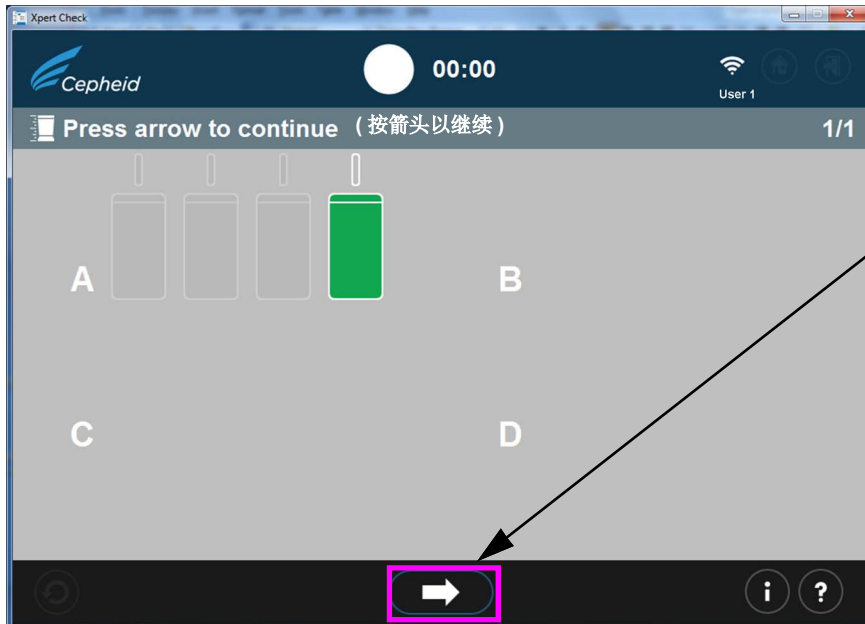 Xpert Check
Cepheid
00:00
User 1
Press arrow to continue (按箭头以继续) 1/1
A
B
C
D
i ?